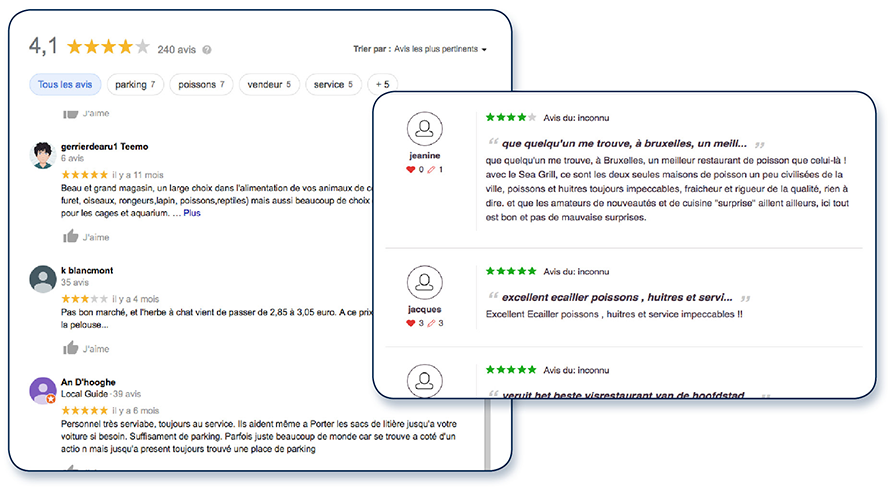 4,1 240 avis ?
Trier par : Avis les plus pertinents
Tous les avis parking 7 poissons 7 vendeur 5 service 5 + 5
J'aime
gerrierdearu1 Teemo
6 avis
il y a 11 mois
Beau et grand magasin, un large choix dans l'alimentation de vos animaux de
furet, oiseaux, rongeurs,lapin, poissons,reptiles) mais aussi beaucoup de choix
pour les cages et aquarium. … Plus
J'aime
k blancmont
35 avis
il y a 4 mois
Pas bon marché, et l'herbe à chat vient de passer de 2,85 à 3,05 euro. A ce prix
la pelouse...
J'aime
An D'hooghe
Local Guide · 39 avis
il y a 6 mois
Personnel très serviabe, toujours au service. Ils aident même a Porter les sacs de litière jusqu'a votre
voiture si besoin. Suffisament de parking. Parfois juste beaucoup de monde car se trouve a coté d'un
actio n mais jusqu'a present toujours trouvé une place de parking
jeanine
0 1
Avis du: inconnu
“ que quelqu'un me trouve, à bruxelles, un meill... ”
que quelqu'un me trouve, à Bruxelles, un meilleur restaurant de poisson que celui-là !
avec le Sea Grill, ce sont les deux seules maisons de poisson un peu civilisées de la
ville, poissons et huitres toujours impeccables, fraicheur et rigueur de la qualité, rien à
dire. et que les amateurs de nouveautés et de cuisine "surprise" aillent ailleurs, ici tout
est bon et pas de mauvaise surprises.
jacques
3 3
Avis du: inconnu
“ excellent ecailler poissons , huitres et servi... ”
Excellent Ecailler poissons , huitres et service impeccables !!
Avis du: inconnu
“ veruit het beste visrestaurant van de hoofdstad